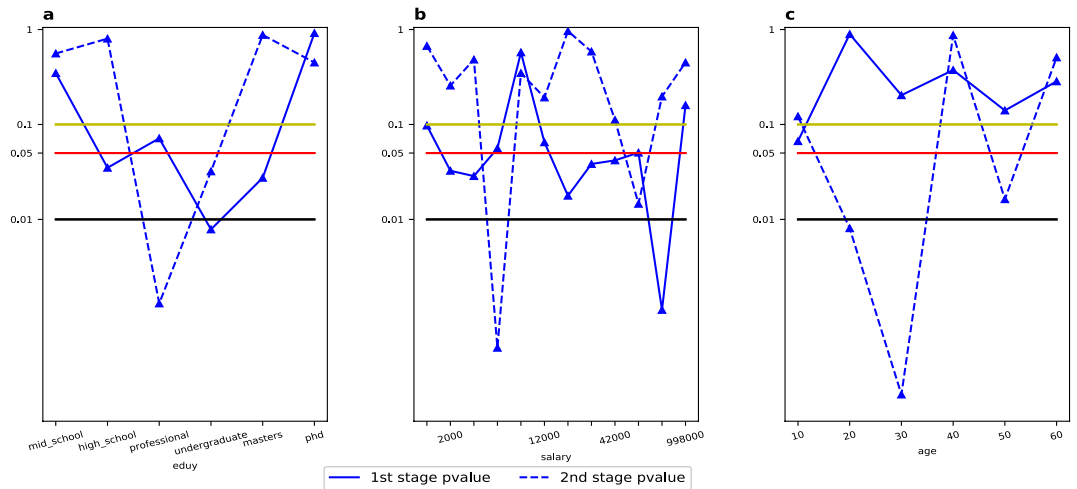 a
b
c
1
0.1
0.05
0.01
mid_school
high_school
professional
undergraduate
masters
phd
eduy
1
0.1
0.05
0.01
2000
12000
42000
998000
salary
1
0.1
0.05
0.01
10
20
30
40
50
60
age
1st stage pvalue
2nd stage pvalue